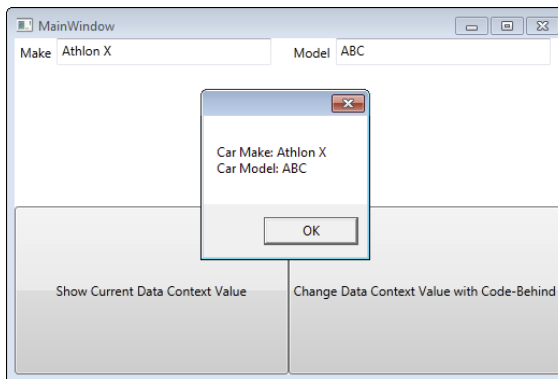 MainWindow
Make Athlon X Model ABC
Car Make: Athlon X
Car Model: ABC
OK
Show Current Data Context Value
Change Data Context Value with Code-Behind